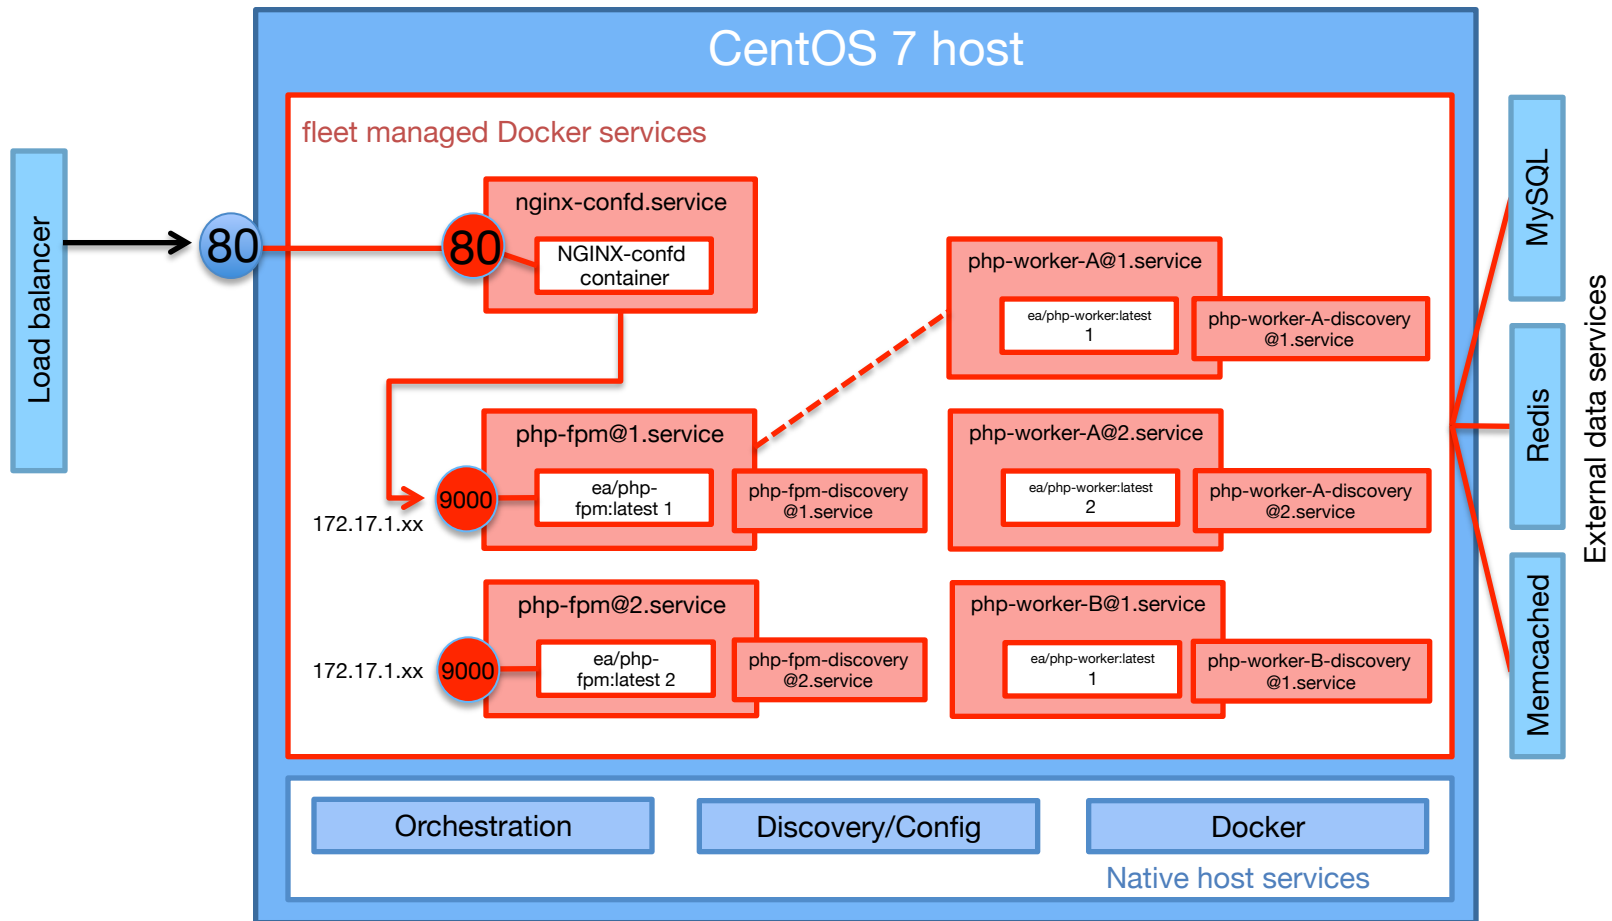 CentOS 7 host
fleet managed Docker services
Load balancer
80
80
nginx-confd.service
NGINX-confd
container
php-fpm@1.service
9000
172.17.1.xx
ea/php-
fpm:latest 1
php-fpm-discovery
@1.service
php-fpm@2.service
9000
172.17.1.xx
ea/php-
fpm:latest 2
php-fpm-discovery
@2.service
php-worker-A@1.service
ea/php-worker:latest
1
php-worker-A-discovery
@1.service
php-worker-A@2.service
ea/php-worker:latest
2
php-worker-A-discovery
@2.service
php-worker-B@1.service
ea/php-worker:latest
1
php-worker-B-discovery
@1.service
MySQL
Redis
Memcached
External data services
Orchestration
Discovery/Config
Docker
Native host services